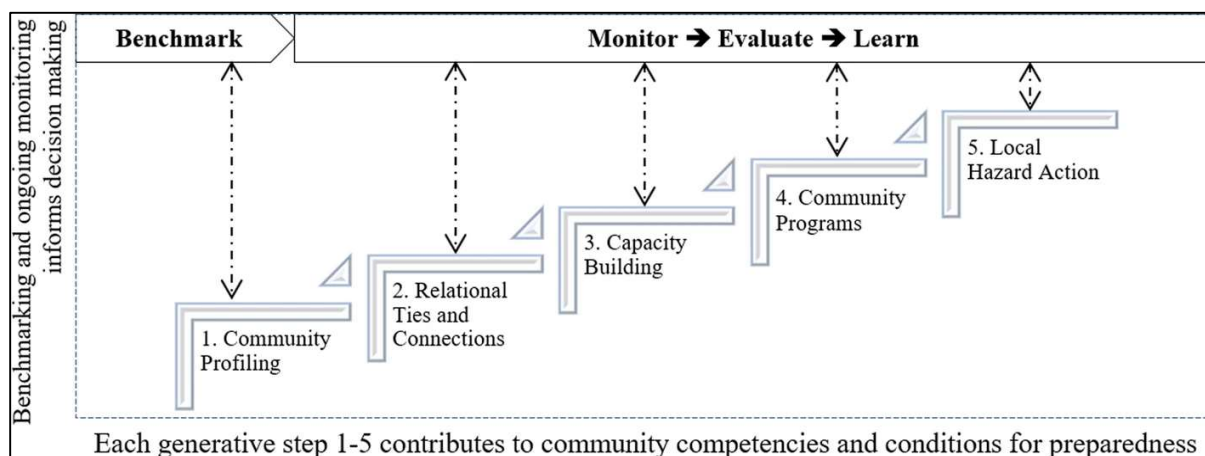 Benchmarking and ongoing monitoring
informs decision making
Benchmark
Monitor ➔ Evaluate ➔ Learn
1. Community
Profiling
2. Relational
Ties and
Connections
3. Capacity
Building
4. Community
Programs
5. Local
Hazard Action
Each generative step 1-5 contributes to community competencies and conditions for preparedness